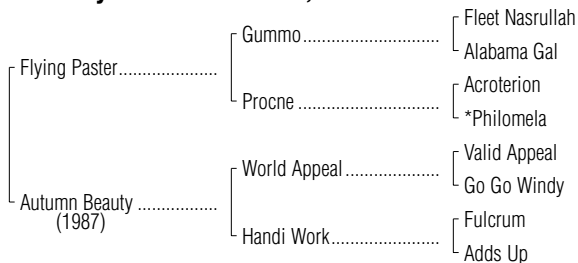 Flying Paster.....................
Gummo.............................
Fleet Nasrullah
Alabama Gal
Procne ..............................
Acroterion
*Philomela
Autumn Beauty .................
(1987)
World Appeal....................
Valid Appeal
Go Go Windy
Handi Work.......................
Fulcrum
Adds Up